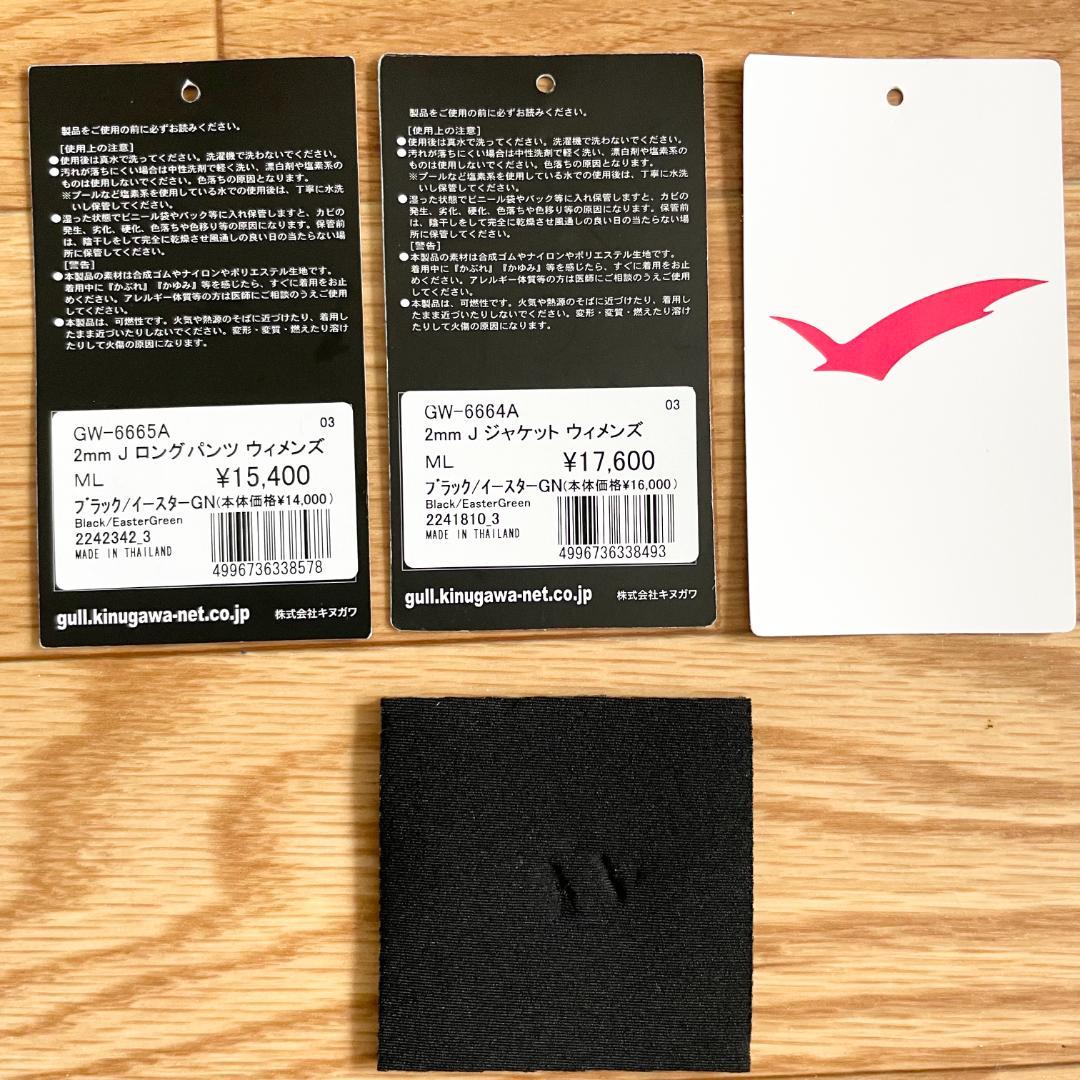 製品をご使用の前に必ずお読みください。
[使用上の注意]
●使用後は真水で洗ってください。洗濯機で洗わないでください。
●汚れが落ちにくい場合は中性洗剤で軽く洗い、漂白剤や塩素系の
ものは使用しないでください。色落ちの原因となります。
※プールなど塩素系を使用している水での使用後は、丁寧に水洗
いし保管してください。
●湿った状態でビニール袋やバック等に入れ保管しますと、カビの
発生、劣化、硬化、色落ちや色移り等の原因になります。保管前
は、陰干しをして完全に乾燥させ風通しの良い日の当たらない場
所に保管してください。
[警告]
●本製品の素材は合成ゴムやナイロンやポリエステル生地です。
着用中に『かぶれ』『かゆみ』等を感じたら、すぐに着用をお止
めください。アレルギー体質等の方は医師にご相談のうえご使用
してください。
●本製品は、可燃性です。火気や熱源のそばに近づけたり、着用し
たまま近づいたりしないでください。変形・変質・燃えたり溶け
たりして火傷の原因になります。
GW-6665A 03
2mm J ロングパンツ ウィメンズ
ML ¥15,400
ブラック/イースターGN(本体価格¥14,000)
Black/EasterGreen
2242342_3
MADE IN THAILAND
4996736338578
gull.kinugawa-net.co.jp 株式会社キヌガワ
製品をご使用の前に必ずお読みください。
[使用上の注意]
●使用後は真水で洗ってください。洗濯機で洗わないでください。
●汚れが落ちにくい場合は中性洗剤で軽く洗い、漂白剤や塩素系の
ものは使用しないでください。色落ちの原因となります。
※プールなど塩素系を使用している水での使用後は、丁寧に水洗
いし保管してください。
●湿った状態でビニール袋やバック等に入れ保管しますと、カビの
発生、劣化、硬化、色落ちや色移り等の原因になります。保管前
は、陰干しをして完全に乾燥させ風通しの良い日の当たらない場
所に保管してください。
[警告]
●本製品の素材は合成ゴムやナイロンやポリエステル生地です。
着用中に『かぶれ』『かゆみ』等を感じたら、すぐに着用をお止
めください。アレルギー体質等の方は医師にご相談のうえご使用
してください。
●本製品は、可燃性です。火気や熱源のそばに近づけたり、着用し
たまま近づいたりしないでください。変形・変質・燃えたり溶け
たりして火傷の原因になります。
GW-6664A 03
2mm J ジャケット ウィメンズ
ML ¥17,600
ブラック/イースターGN(本体価格¥16,000)
Black/EasterGreen
2241810_3
MADE IN THAILAND
4996736338493
gull.kinugawa-net.co.jp 株式会社キヌガワ